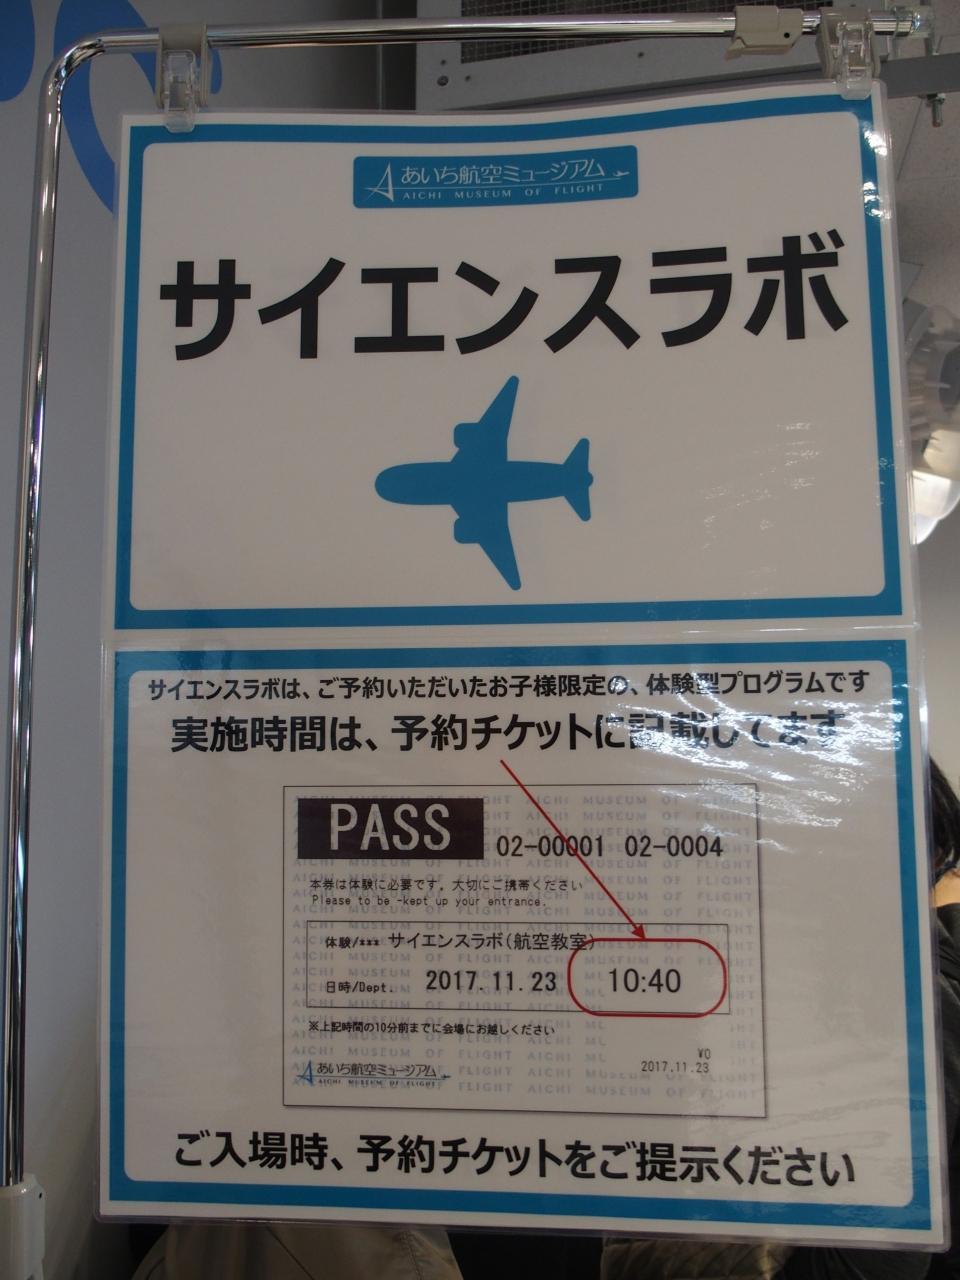 あいち航空ミュージアム
AICHI MUSEUM OF FLIGHT
サイエンスラボ
サイエンスラボは、ご予約いただいたお子様限定の、体験型プログラムです
実施時間は、予約チケットに記載してます
PASS 02-00001 02-0004
本券は体験に必要です。大切にご携帯ください
Please to be -kept up your entrance.
体験/*** サイエンスラボ(航空教室)
日時/Dept. 2017.11.23 10:40
※上記時間の10分前までに会場にお越しください
¥0
2017.11.23
あいち航空ミュージアム
AICHI MUSEUM OF FLIGHT
ご入場時、予約チケットをご提示ください